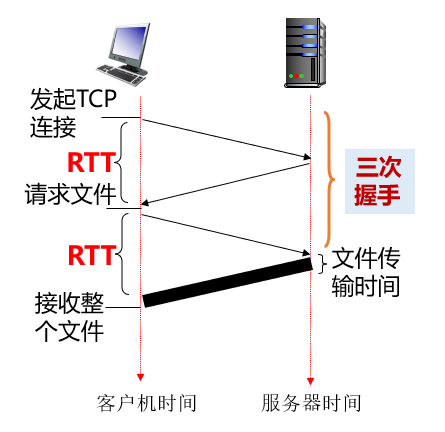 发起TCP
连接
RTT
请求文件
三次
握手
RTT
文件传
输时间
接收整
个文件
客户机时间
服务器时间